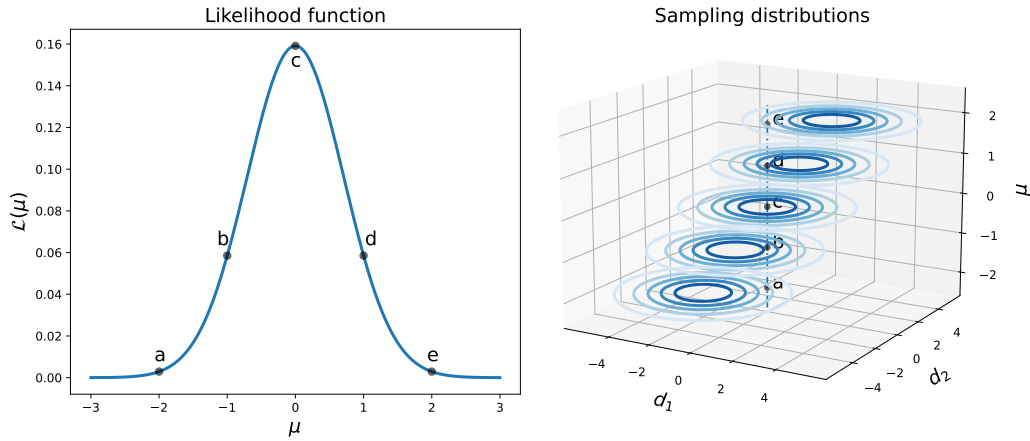 Likelihood function
0.16
0.14
0.12
0.10
0.08
0.06
0.04
0.02
0.00
ℒ(μ)
a
b
c
d
e
−3
−2
−1
0
1
2
3
μ
Sampling distributions
e
d
c
b
a
2
1
0
−1
−2
μ
−4
−2
0
2
4
d₁
−4
−2
0
2
4
d₂